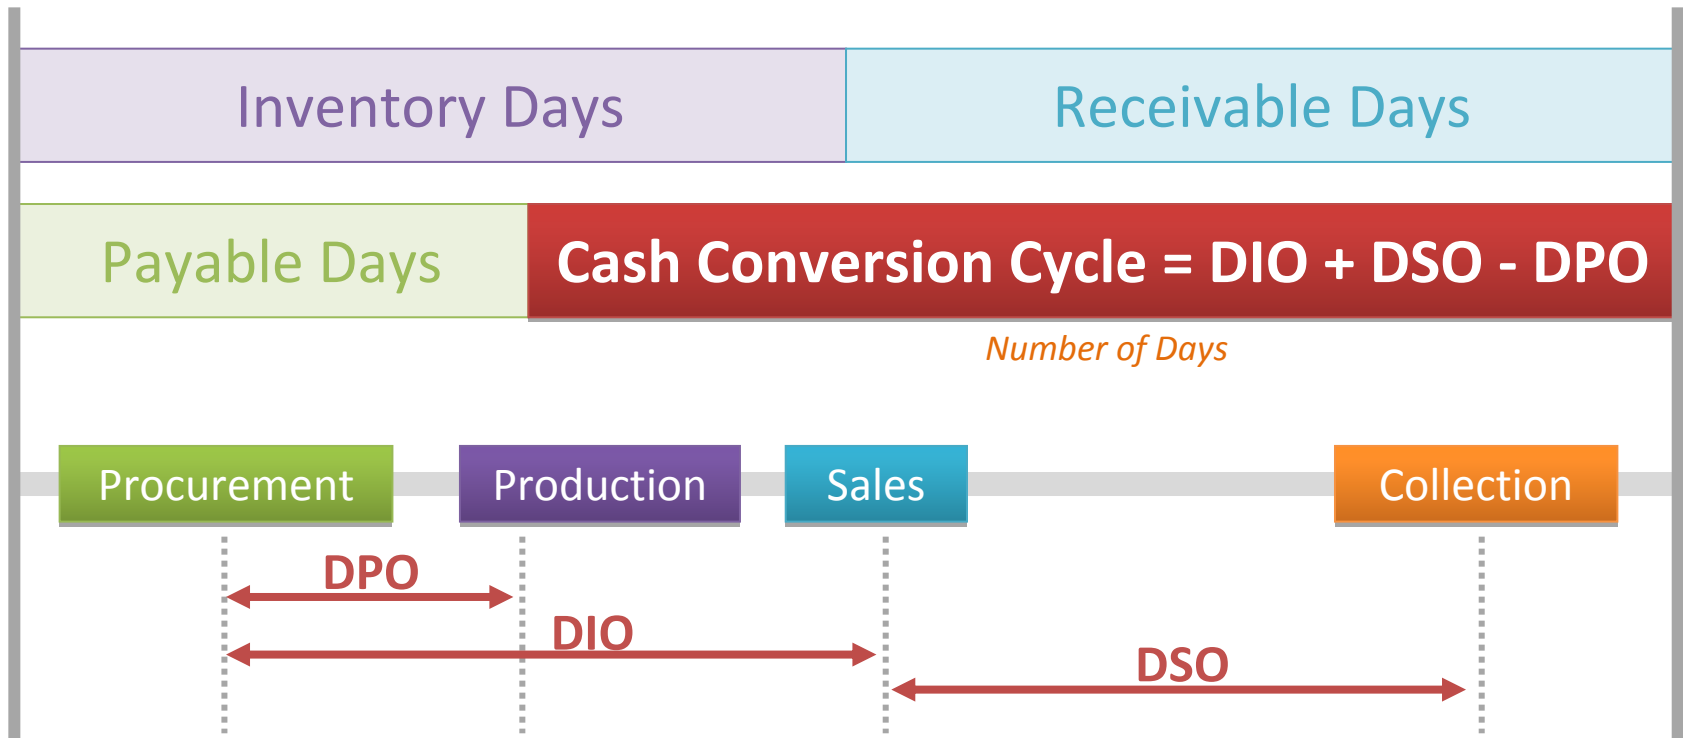 Inventory Days
Receivable Days
Payable Days
Cash Conversion Cycle = DIO + DSO - DPO
Number of Days
Procurement
Production
Sales
Collection
DPO
DIO
DSO